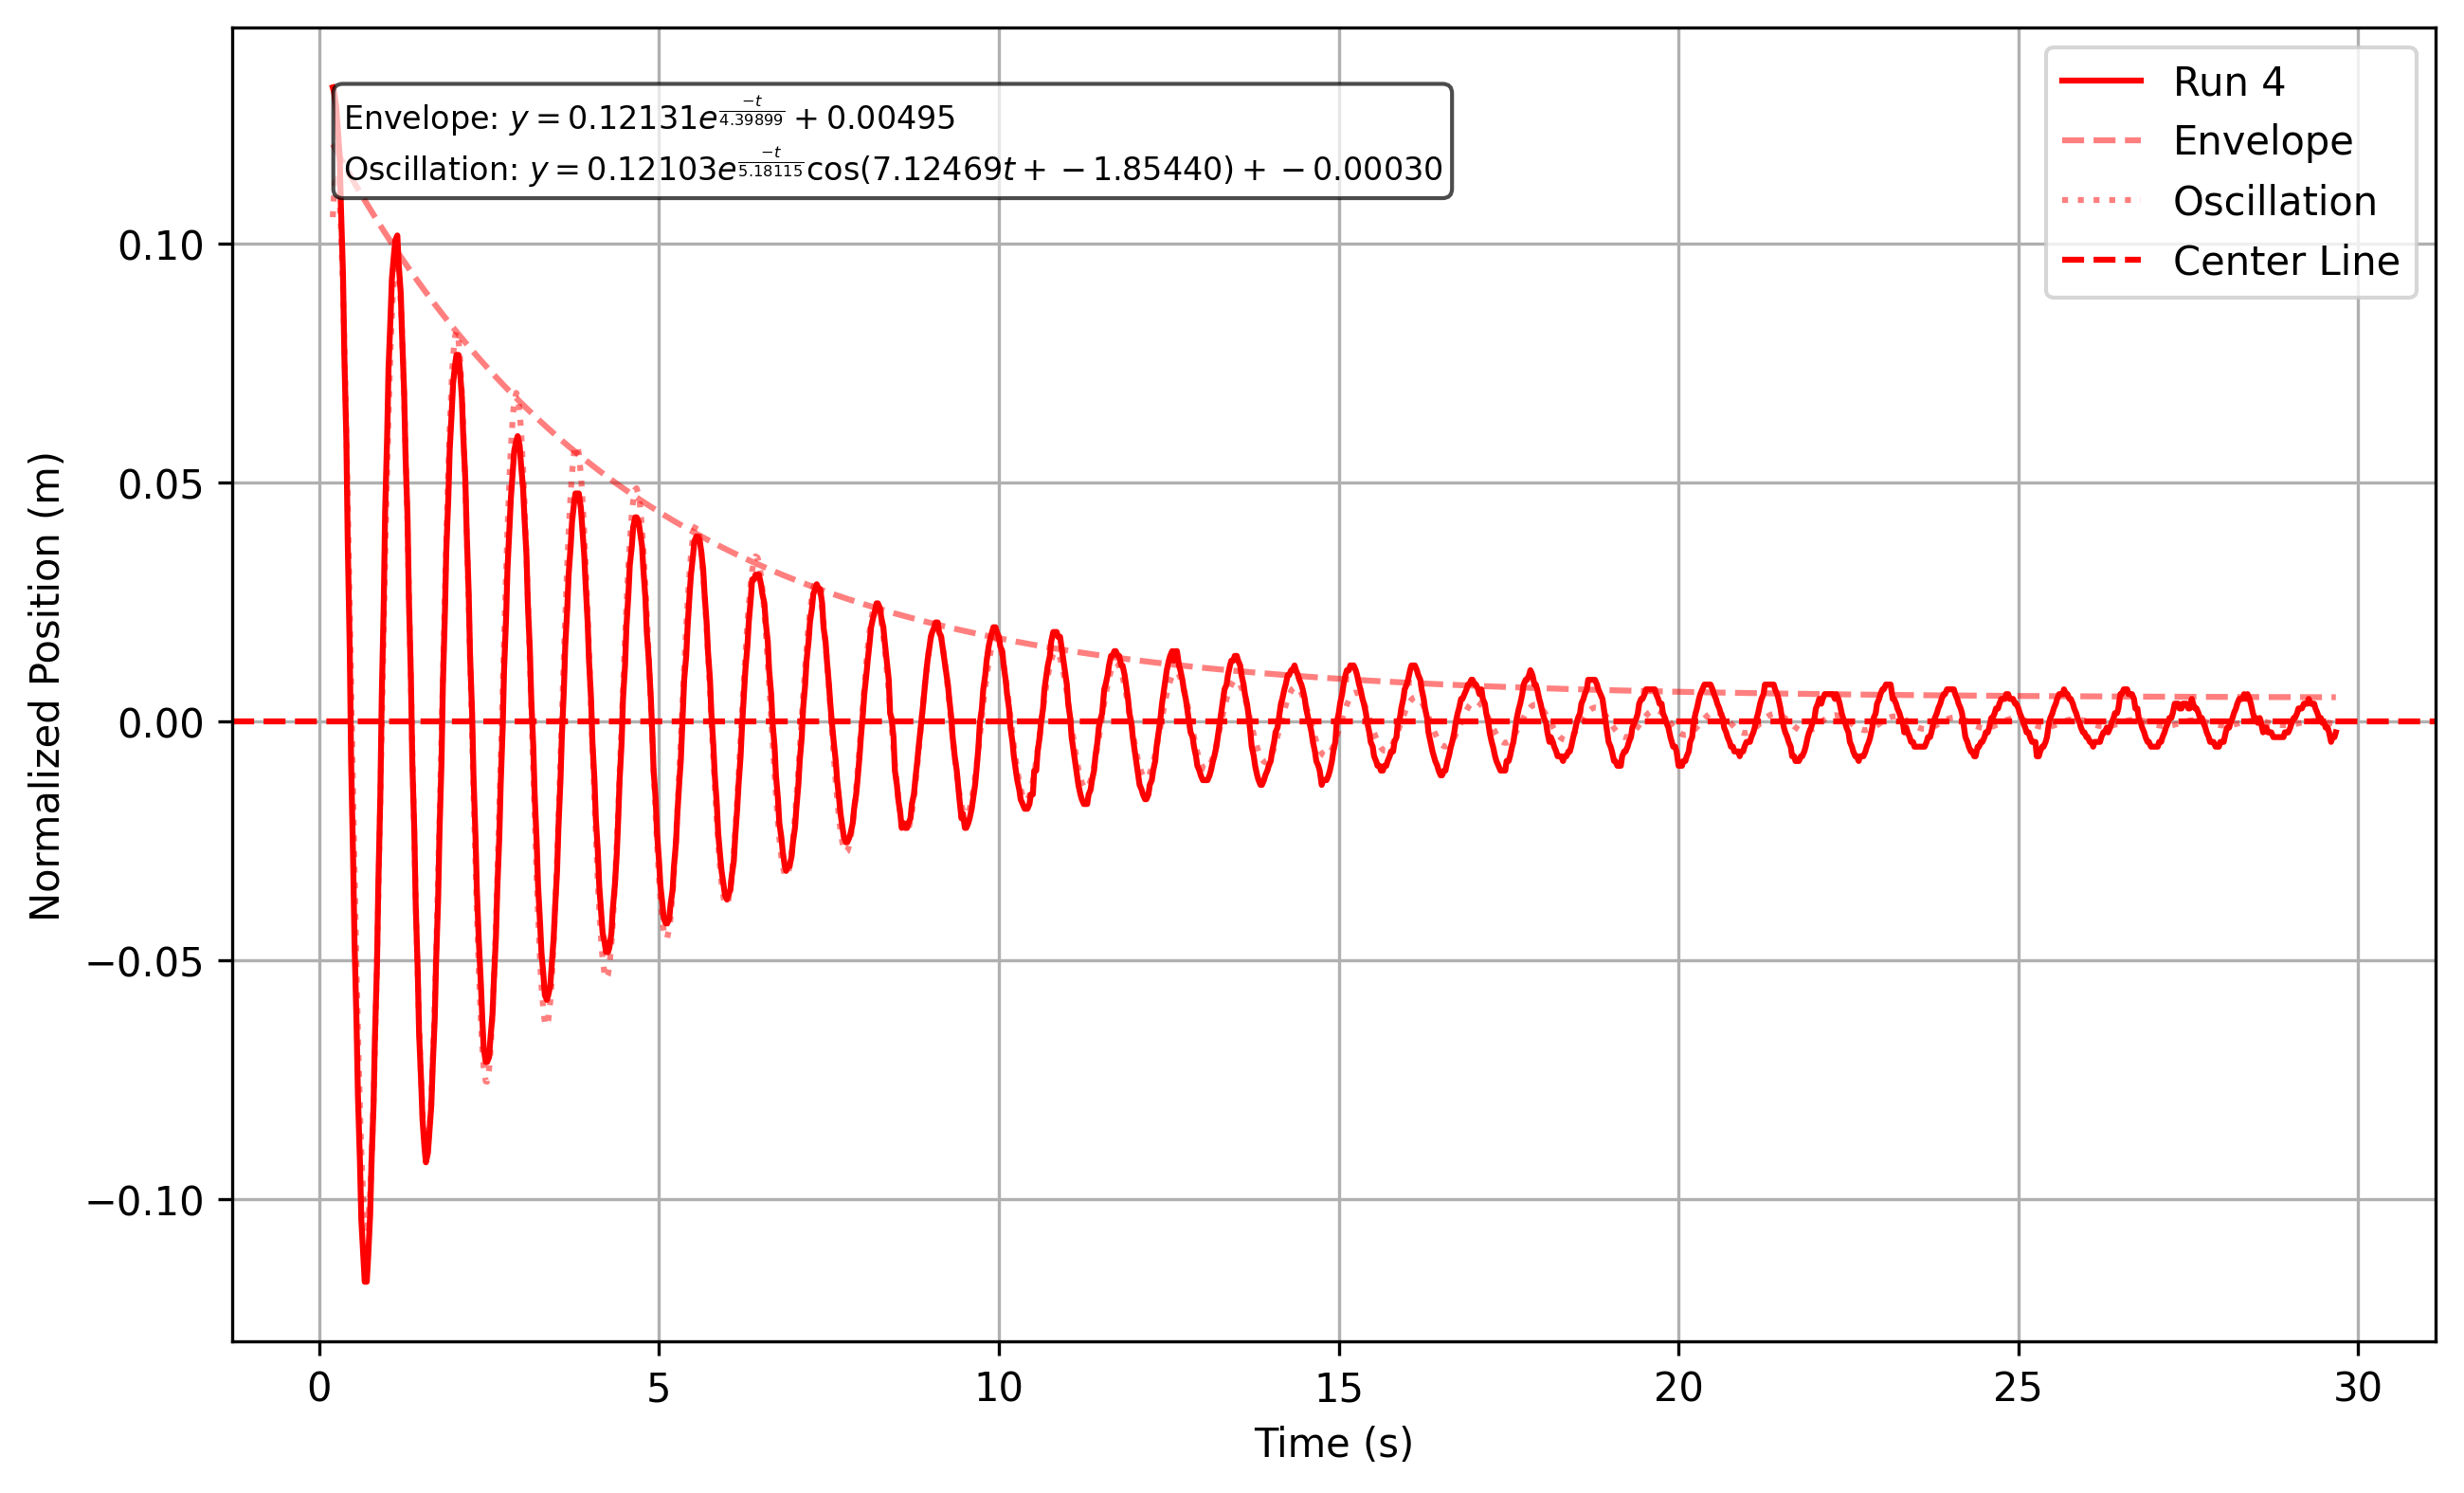 Envelope: y = 0.12131e^{\frac{-t}{4.39899}} + 0.00495
Oscillation: y = 0.12103e^{\frac{-t}{5.18115}}cos(7.12469t + −1.85440) + −0.00030
Run 4
Envelope
Oscillation
Center Line
0.10
0.05
0.00
−0.05
−0.10
Normalized Position (m)
0 5 10 15 20 25 30
Time (s)